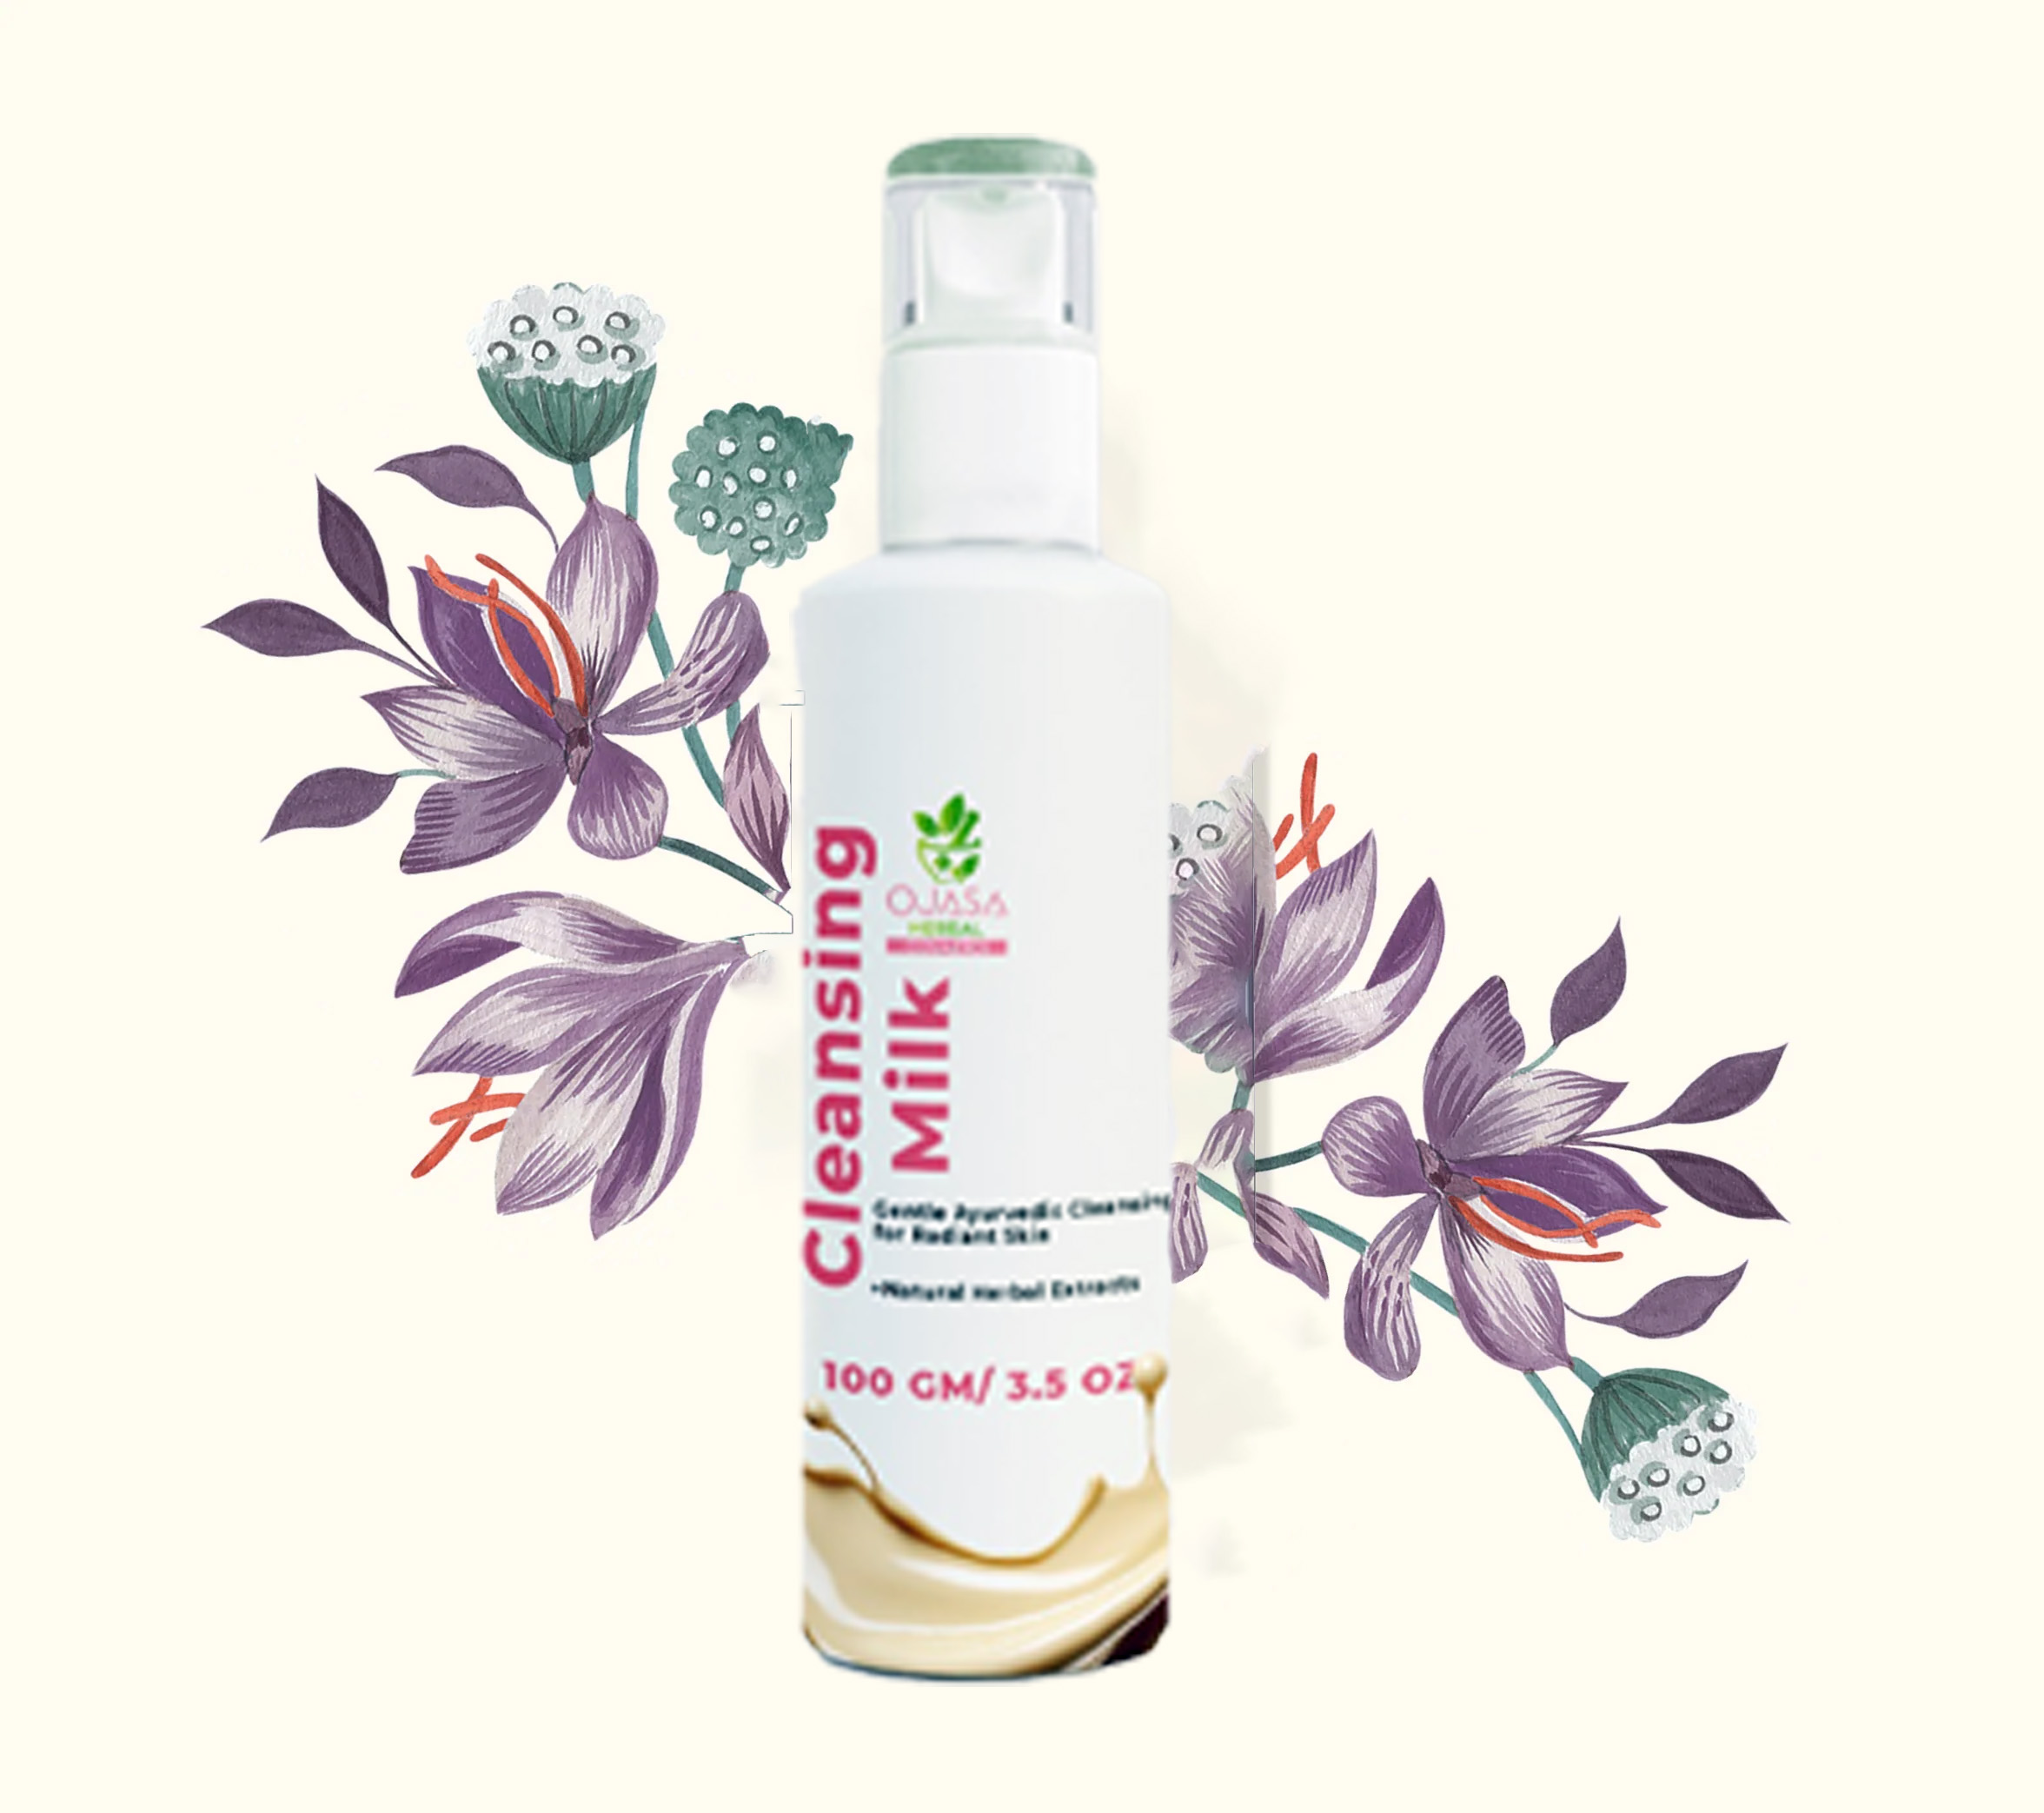 Cleansing
Milk
OJASA
HERBAL
Gentle Ayurvedic Cleansing
for Radiant Skin
•Natural Herbal Extracts
100 GM/ 3.5 OZ